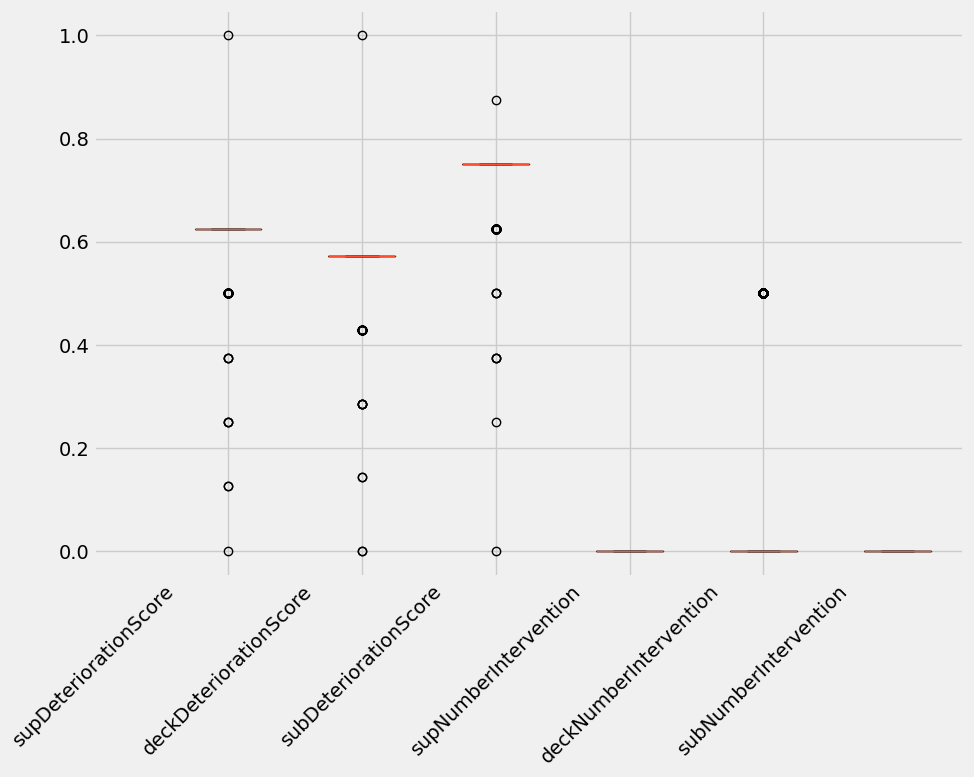 1.0
0.8
0.6
0.4
0.2
0.0
supDeteriorationScore
deckDeteriorationScore
subDeteriorationScore
supNumberIntervention
deckNumberIntervention
subNumberIntervention